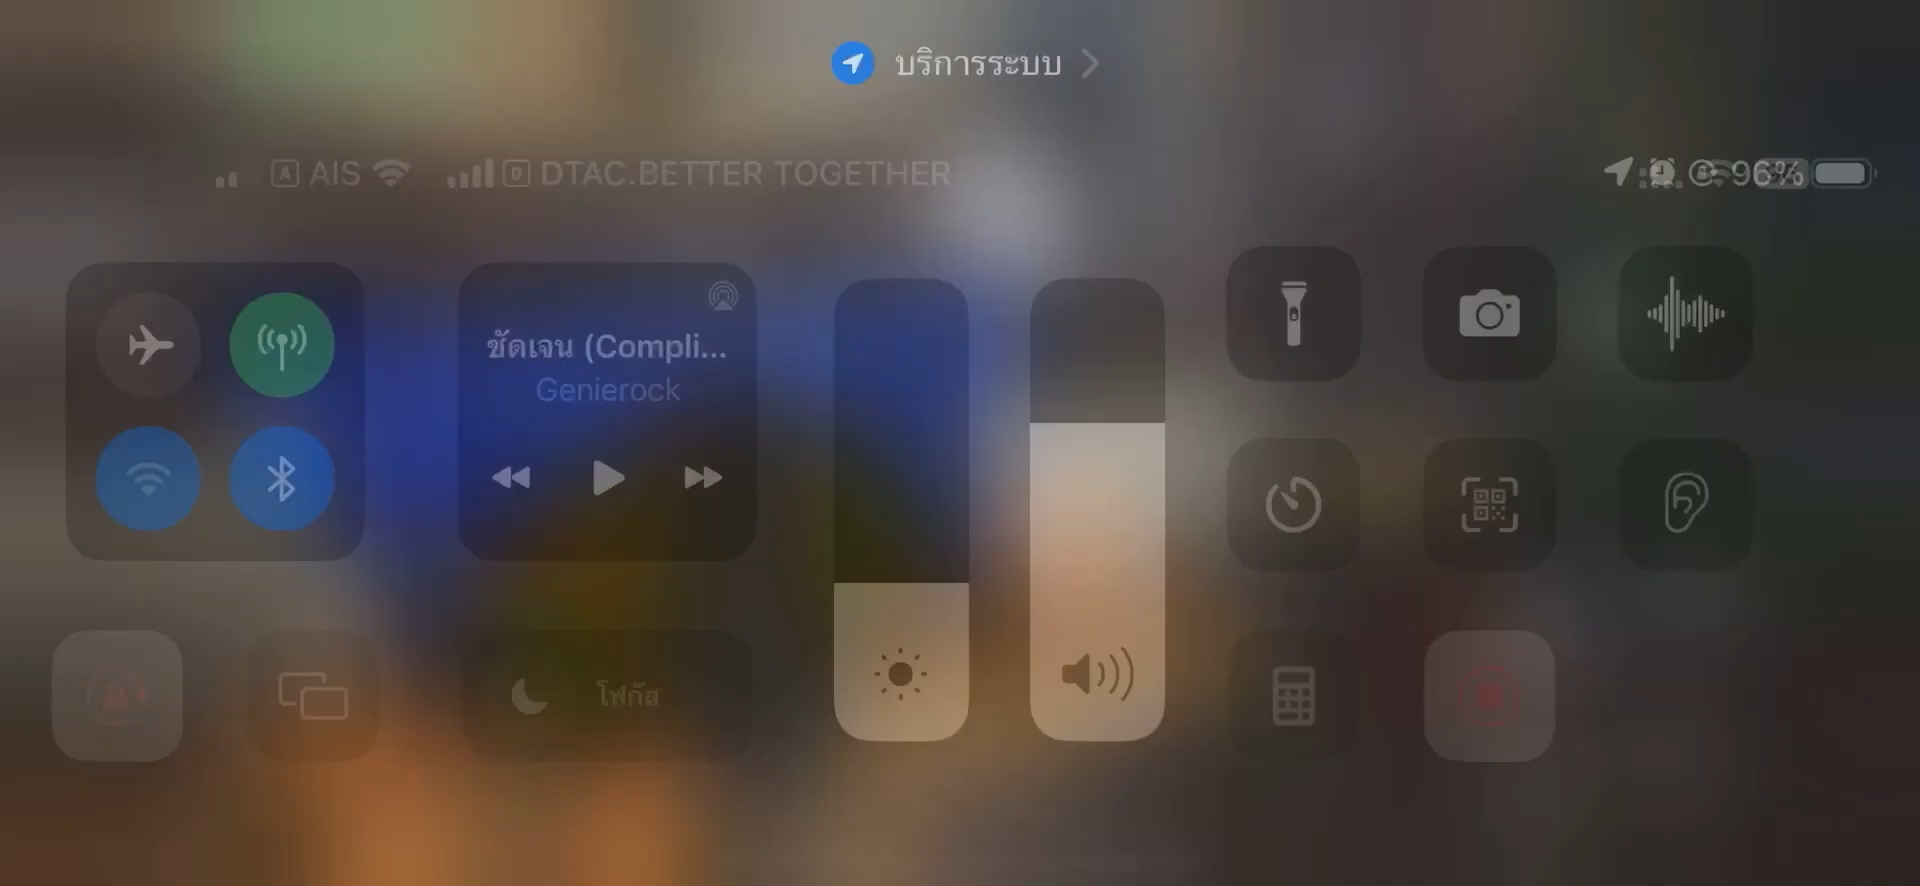 บริการระบบ
A AIS D DTAC.BETTER TOGETHER 96%
ชัดเจน (Compli...
Genierock
โฟกัส